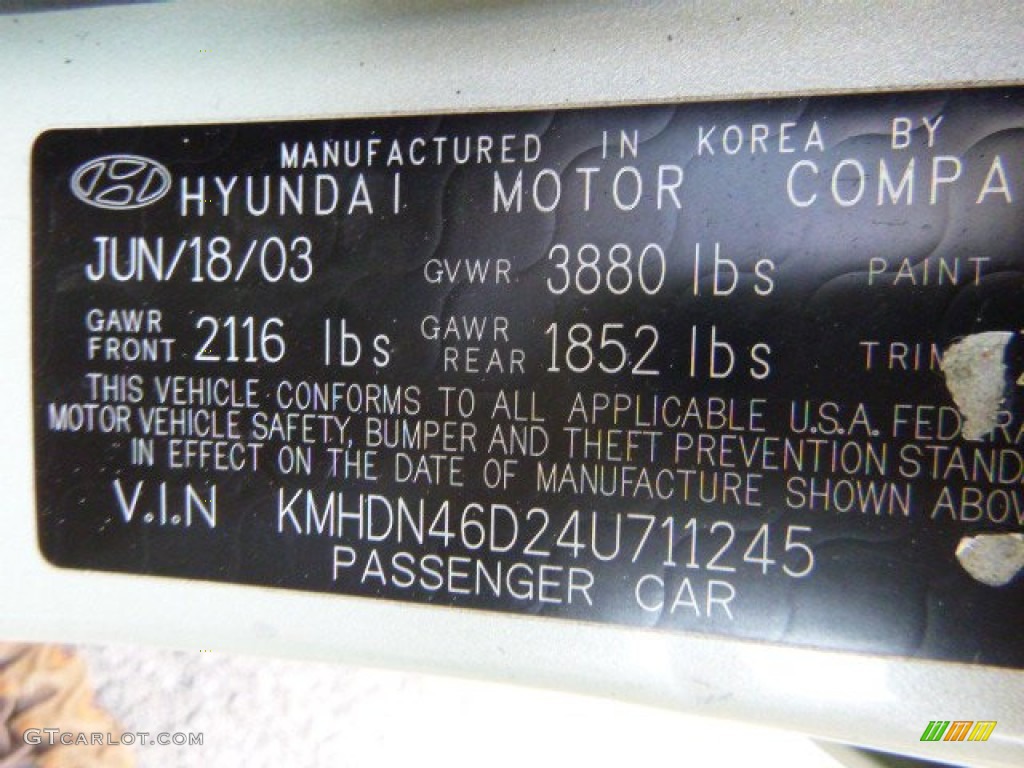 MANUFACTURED IN KOREA BY
HYUNDAI MOTOR COMPA
JUN/18/03 GVWR 3880 lbs PAINT
GAWR FRONT 2116 lbs GAWR REAR 1852 lbs TRIM
THIS VEHICLE CONFORMS TO ALL APPLICABLE U.S.A. FEDERA
MOTOR VEHICLE SAFETY, BUMPER AND THEFT PREVENTION STANDA
IN EFFECT ON THE DATE OF MANUFACTURE SHOWN ABOV
V.I.N KMHDN46D24U711245
PASSENGER CAR
GTCARLOT.COM